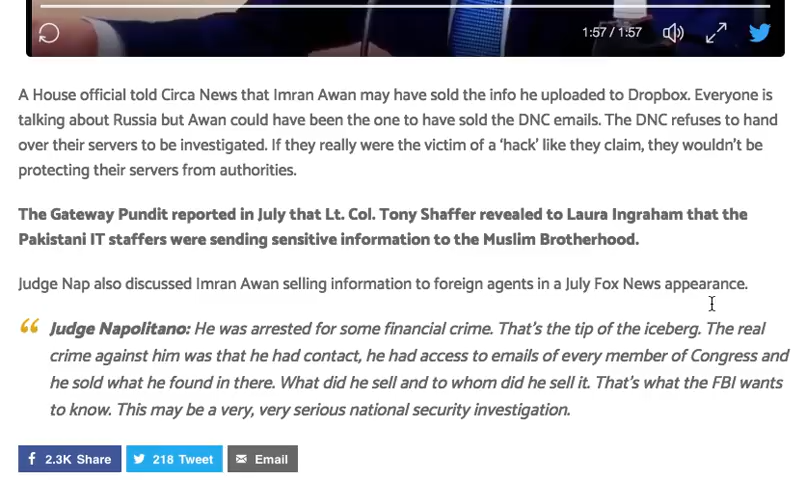 1:57 / 1:57
A House official told Circa News that Imran Awan may have sold the info he uploaded to Dropbox. Everyone is
talking about Russia but Awan could have been the one to have sold the DNC emails. The DNC refuses to hand
over their servers to be investigated. If they really were the victim of a ‘hack’ like they claim, they wouldn’t be
protecting their servers from authorities.
The Gateway Pundit reported in July that Lt. Col. Tony Shaffer revealed to Laura Ingraham that the
Pakistani IT staffers were sending sensitive information to the Muslim Brotherhood.
Judge Nap also discussed Imran Awan selling information to foreign agents in a July Fox News appearance.
“ Judge Napolitano: He was arrested for some financial crime. That’s the tip of the iceberg. The real
crime against him was that he had contact, he had access to emails of every member of Congress and
he sold what he found in there. What did he sell and to whom did he sell it. That’s what the FBI wants
to know. This may be a very, very serious national security investigation.
f 2.3K Share 218 Tweet Email